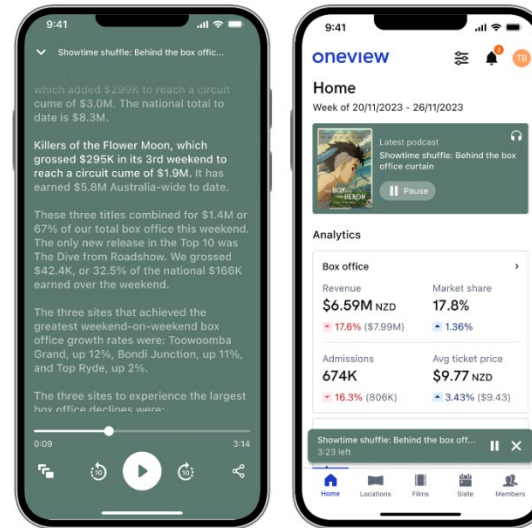 9:41
Showtime shuffle: Behind the box offic...
which added $299K to reach a circuit
cume of $3.0M. The national total to
date is $8.3M.
Killers of the Flower Moon, which
grossed $295K in its 3rd weekend to
reach a circuit cume of $1.9M. It has
earned $5.8M Australia-wide to date.
These three titles combined for $1.4M or
67% of our total box office this weekend.
The only new release in the Top 10 was
The Dive from Roadshow. We grossed
$42.4K, or 32.5% of the national $166K
earned over the weekend.
The three sites that achieved the
greatest weekend-on-weekend box
office growth rates were: Toowoomba
Grand, up 12%, Bondi Junction, up 11%,
and Top Ryde, up 2%.
The three sites to experience the largest
box office declines were:
0:09 3:14
10 10
9:41
oneview
TB
Home
Week of 20/11/2023 - 26/11/2023
THE BOY AND THE HERON
Latest podcast
Showtime shuffle: Behind the box
office curtain
Pause
Analytics
Box office
Revenue Market share
$6.59M NZD 17.8%
17.6% ($7.99M) 1.36%
Admissions Avg ticket price
674K $9.77 NZD
16.3% (806K) 3.43% ($9.43)
Showtime shuffle: Behind the box off...
3:23 left
Home Locations Films Slate Members